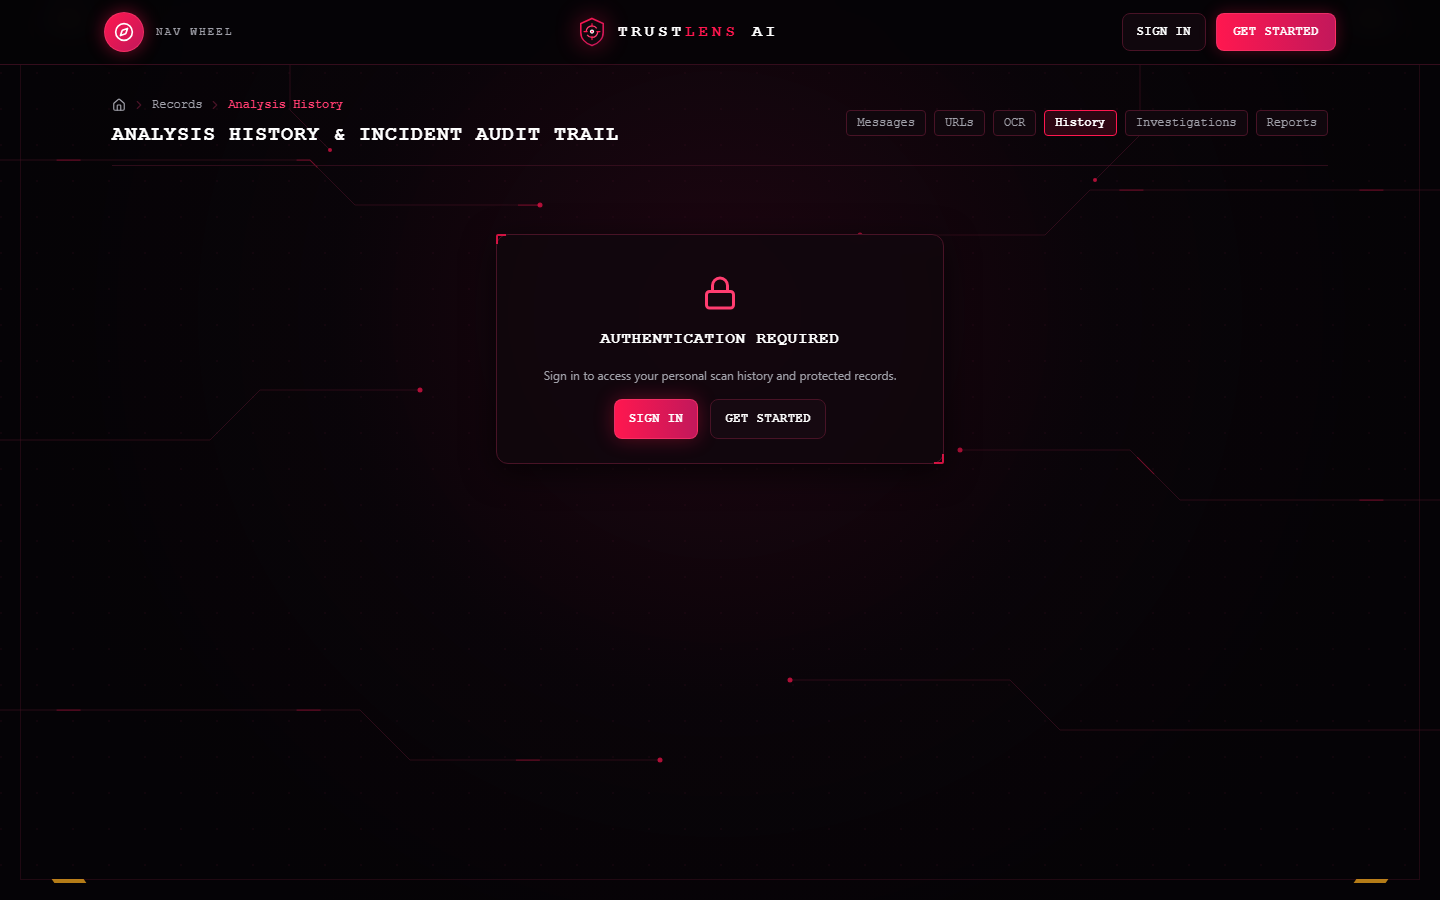 NAV WHEEL
TRUSTLENS AI
SIGN IN
GET STARTED
Records
Analysis History
ANALYSIS HISTORY & INCIDENT AUDIT TRAIL
Messages
URLs
OCR
History
Investigations
Reports
AUTHENTICATION REQUIRED
Sign in to access your personal scan history and protected records.
SIGN IN
GET STARTED